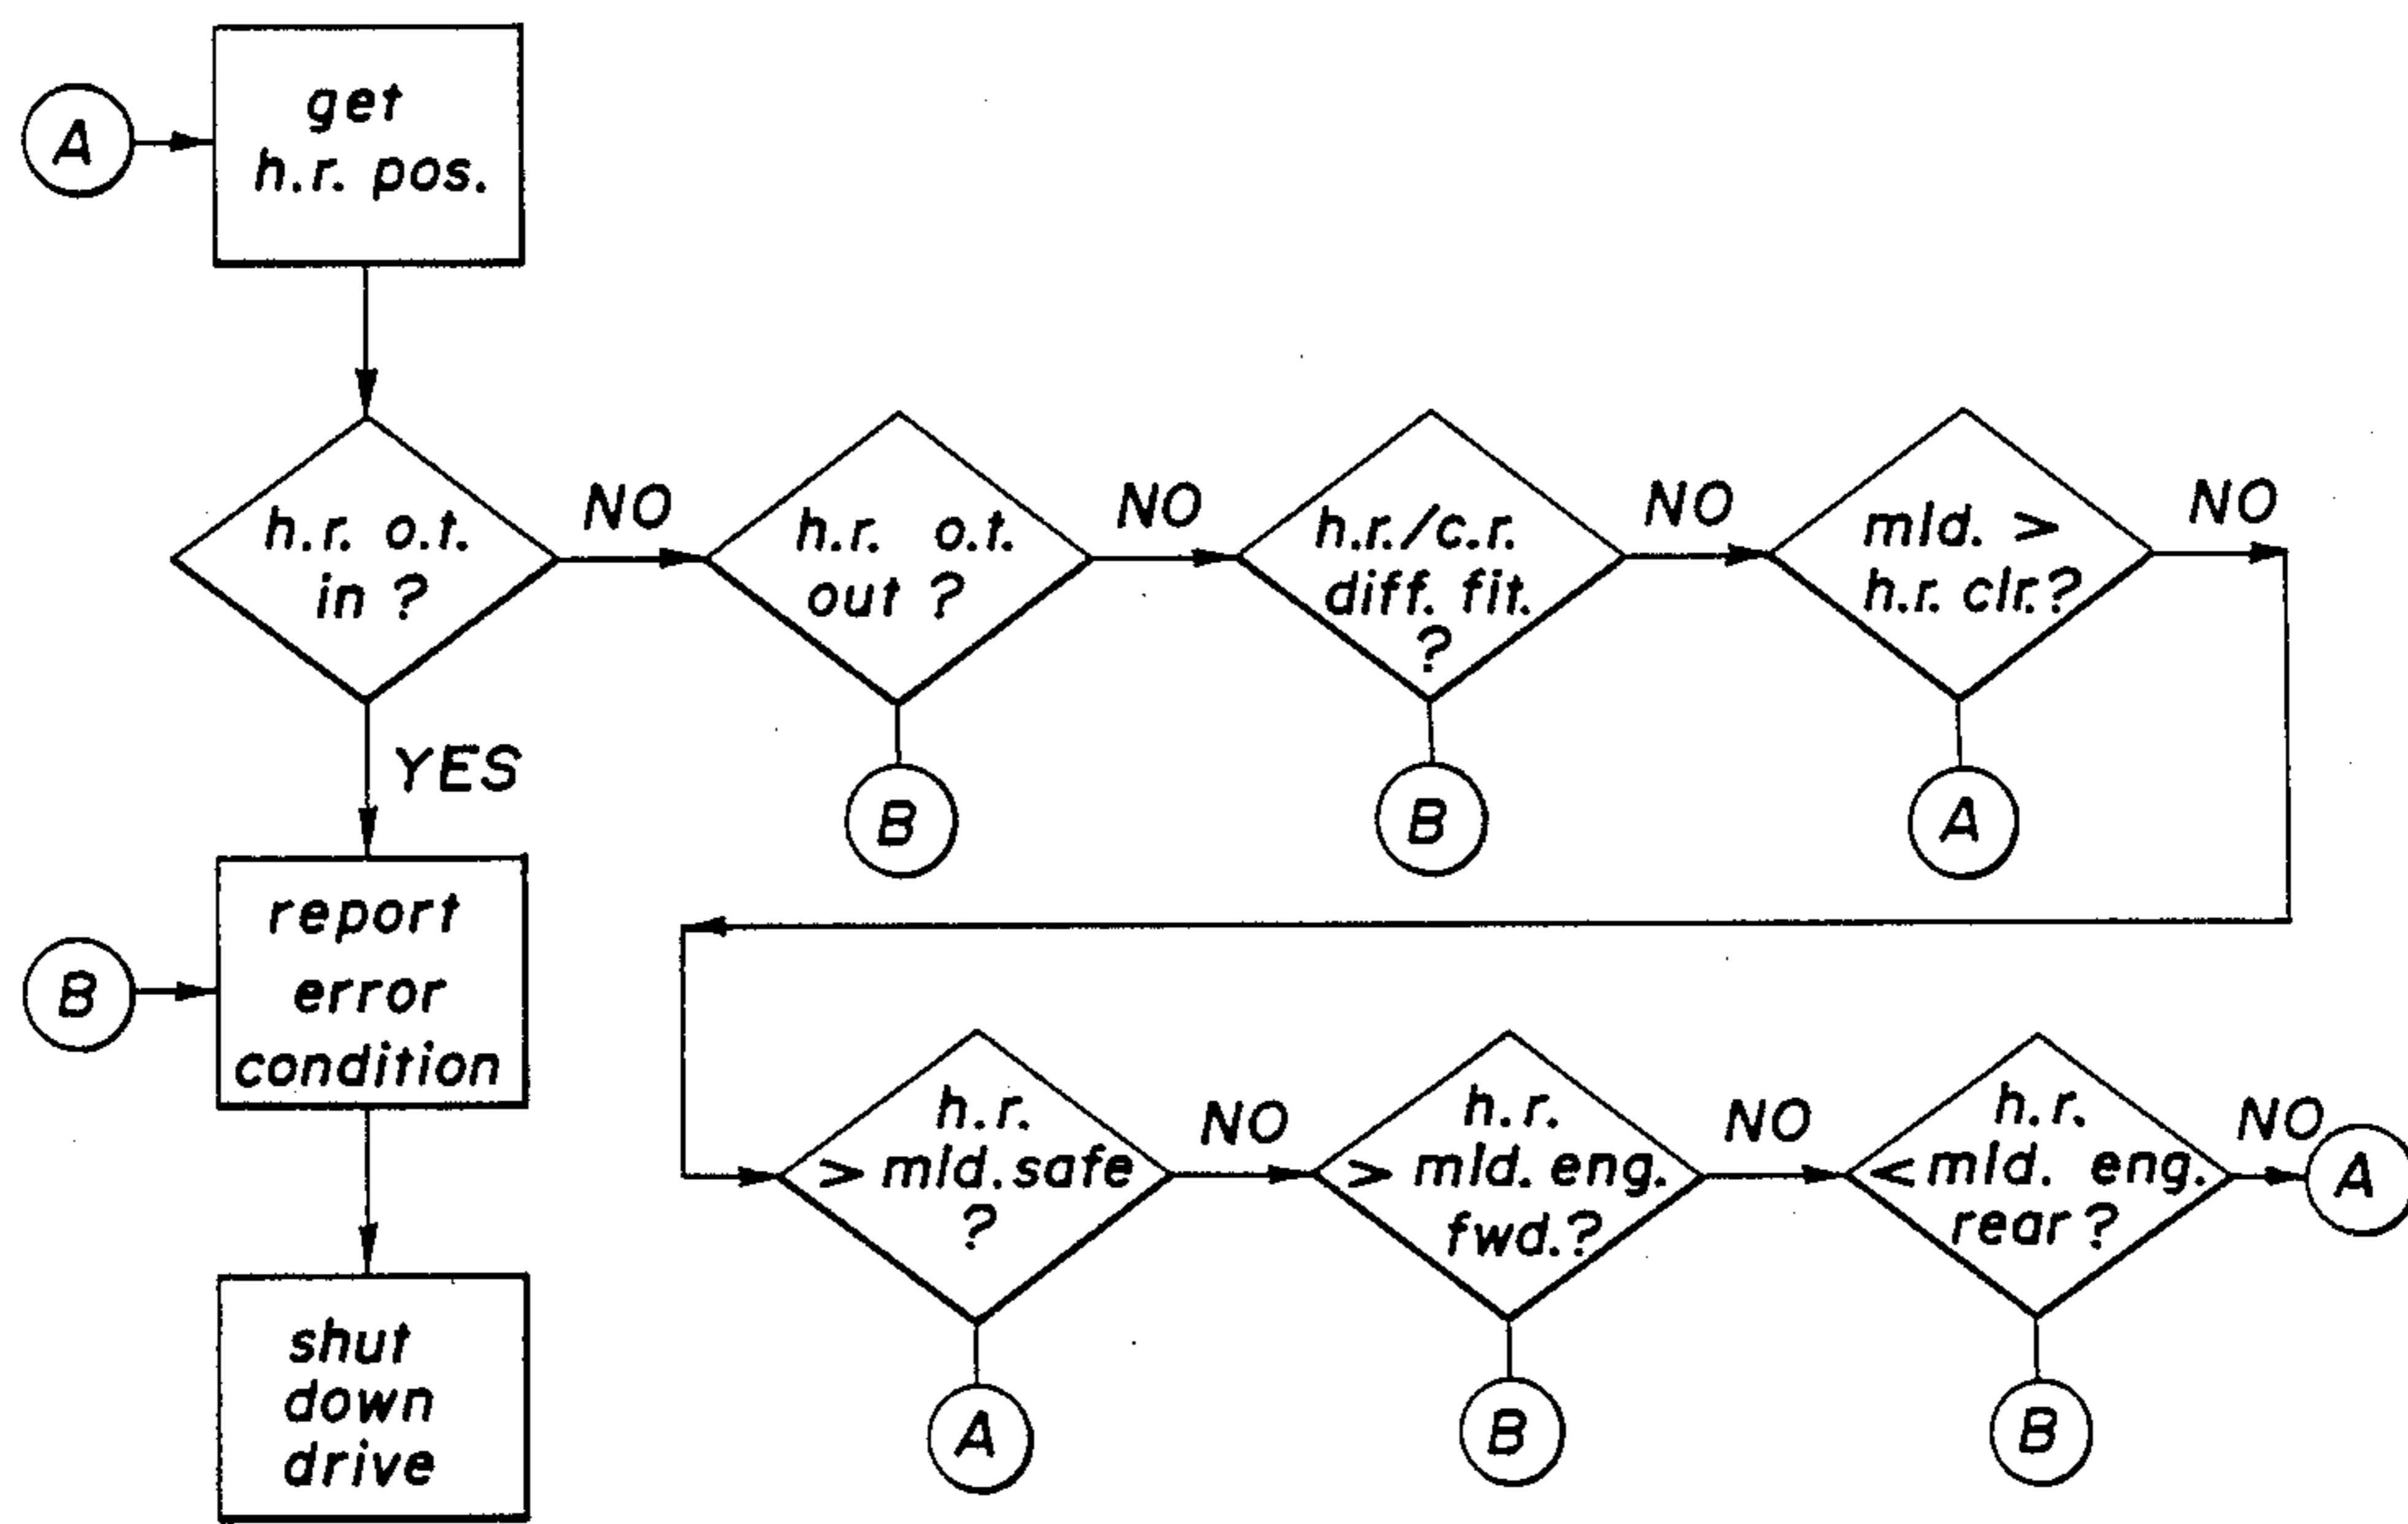 A
get
h.r. pos.
h.r. o.t.
in ?
NO
h.r. o.t.
out ?
NO
h.r./c.r.
diff. fit.
?
NO
mld. >
h.r. clr.?
NO
YES
B
B
A
B
report
error
condition
h.r.
> mld. safe
?
NO
h.r.
> mld. eng.
fwd.?
NO
h.r.
< mld. eng.
rear ?
NO
A
A
B
B
shut
down
drive